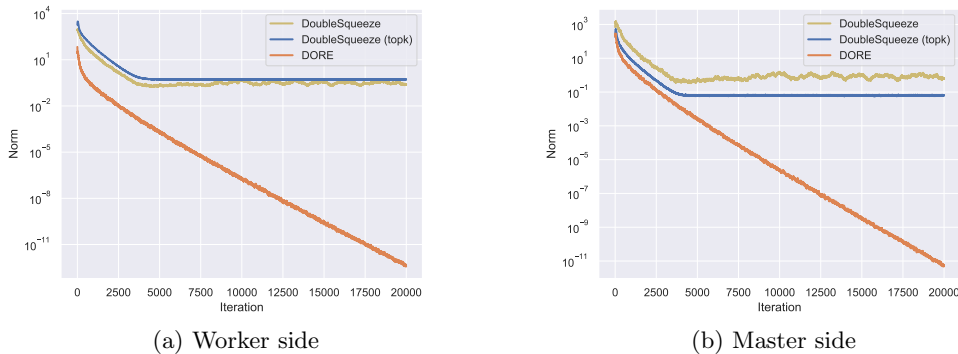 10^4
10^1
10^-2
10^-5
10^-8
10^-11
Norm
DoubleSqueeze
DoubleSqueeze (topk)
DORE
0 2500 5000 7500 10000 12500 15000 17500 20000
Iteration
(a) Worker side
10^3
10^1
10^-1
10^-3
10^-5
10^-7
10^-9
10^-11
Norm
DoubleSqueeze
DoubleSqueeze (topk)
DORE
0 2500 5000 7500 10000 12500 15000 17500 20000
Iteration
(b) Master side